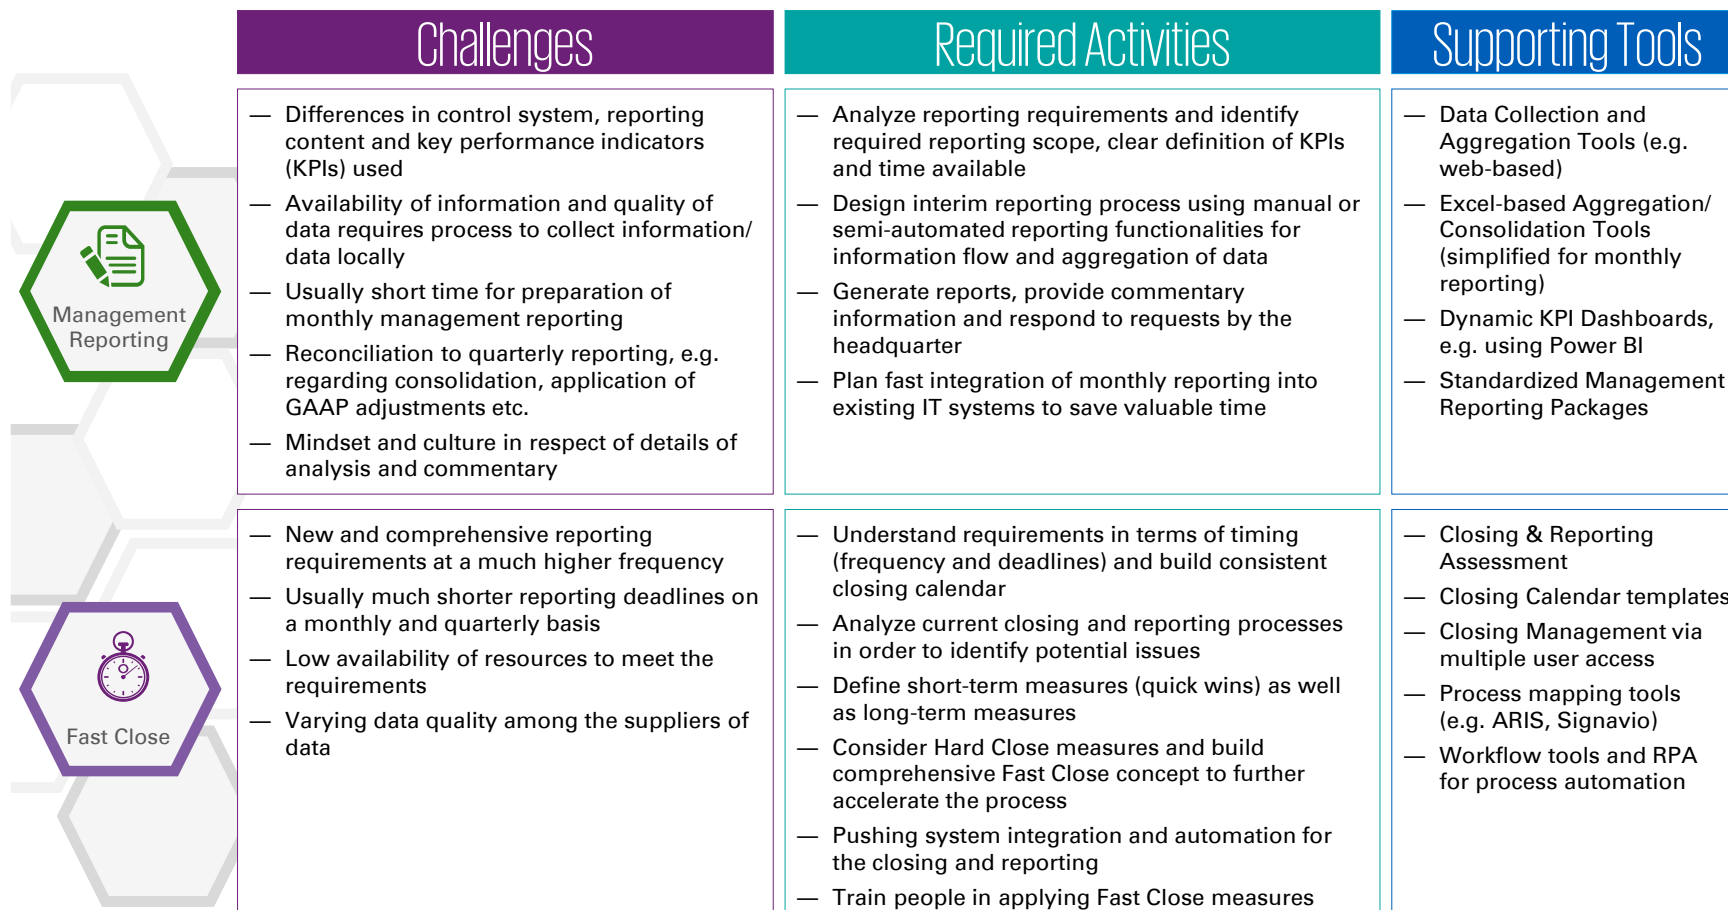 Challenges
Required Activities
Supporting Tools
Management
Reporting
— Differences in control system, reporting
content and key performance indicators
(KPIs) used
— Availability of information and quality of
data requires process to collect information/
data locally
— Usually short time for preparation of
monthly management reporting
— Reconciliation to quarterly reporting, e.g.
regarding consolidation, application of
GAAP adjustments etc.
— Mindset and culture in respect of details of
analysis and commentary
— Analyze reporting requirements and identify
required reporting scope, clear definition of KPIs
and time available
— Design interim reporting process using manual or
semi-automated reporting functionalities for
information flow and aggregation of data
— Generate reports, provide commentary
information and respond to requests by the
headquarter
— Plan fast integration of monthly reporting into
existing IT systems to save valuable time
— Data Collection and
Aggregation Tools (e.g.
web-based)
— Excel-based Aggregation/
Consolidation Tools
(simplified for monthly
reporting)
— Dynamic KPI Dashboards,
e.g. using Power BI
— Standardized Management
Reporting Packages
Fast Close
— New and comprehensive reporting
requirements at a much higher frequency
— Usually much shorter reporting deadlines on
a monthly and quarterly basis
— Low availability of resources to meet the
requirements
— Varying data quality among the suppliers of
data
— Understand requirements in terms of timing
(frequency and deadlines) and build consistent
closing calendar
— Analyze current closing and reporting processes
in order to identify potential issues
— Define short-term measures (quick wins) as well
as long-term measures
— Consider Hard Close measures and build
comprehensive Fast Close concept to further
accelerate the process
— Pushing system integration and automation for
the closing and reporting
— Train people in applying Fast Close measures
— Closing & Reporting
Assessment
— Closing Calendar templates
— Closing Management via
multiple user access
— Process mapping tools
(e.g. ARIS, Signavio)
— Workflow tools and RPA
for process automation